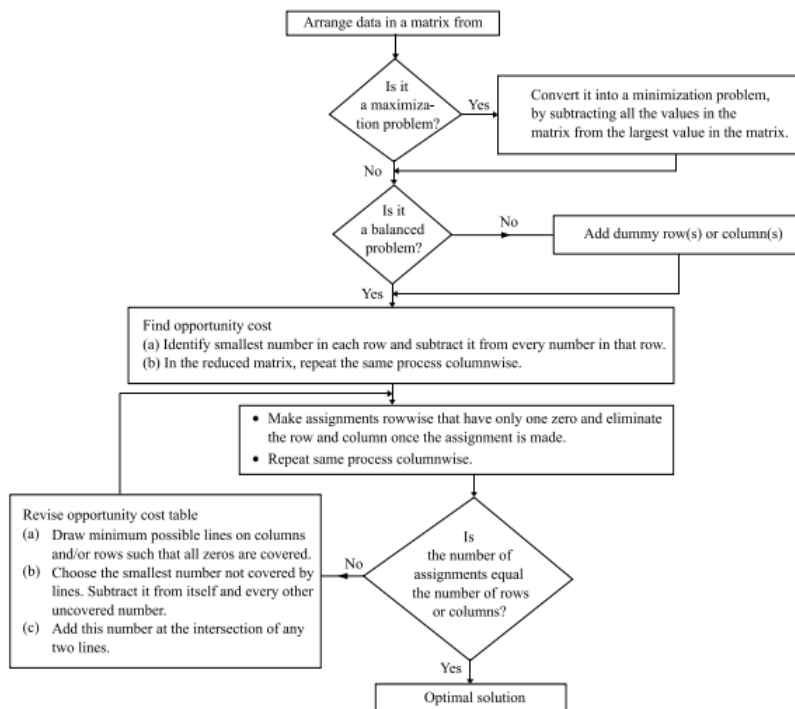 Arrange data in a matrix from
Is it
a maximiza-
tion problem?
Yes
Convert it into a minimization problem,
by subtracting all the values in the
matrix from the largest value in the matrix.
No
Is it
a balanced
problem?
No
Add dummy row(s) or column(s)
Yes
Find opportunity cost
(a) Identify smallest number in each row and subtract it from every number in that row.
(b) In the reduced matrix, repeat the same process columnwise.
• Make assignments rowwise that have only one zero and eliminate
the row and column once the assignment is made.
• Repeat same process columnwise.
Is
the number of
assignments equal
the number of rows
or columns?
No
Revise opportunity cost table
(a) Draw minimum possible lines on columns
and/or rows such that all zeros are covered.
(b) Choose the smallest number not covered by
lines. Subtract it from itself and every other
uncovered number.
(c) Add this number at the intersection of any
two lines.
Yes
Optimal solution